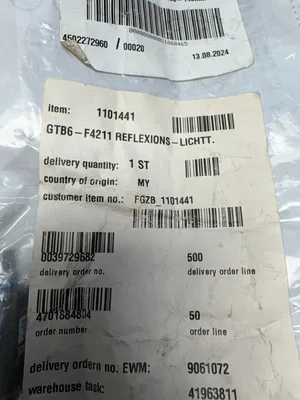 4502272960 / 00020
13.08.2024
item: 1101441
GTB6-F4211 REFLEXIONS-LICHTT.
delivery quantity: 1 ST
country of origin: MY
customer item no.: FGZB_1101441
0039729682 500
delivery order no. delivery order line
4701884804 50
order number order line
delivery ordern no. EWM: 9061072
warehouse task: 41963811